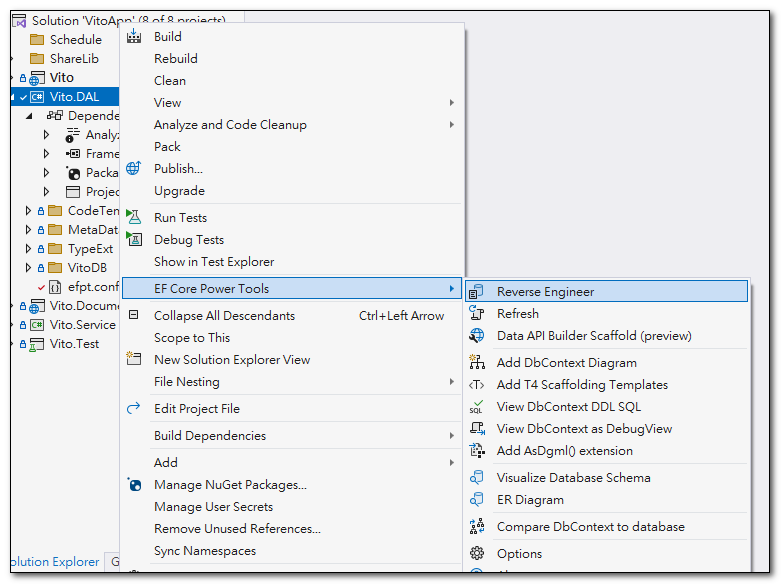 Solution 'VitoApp' (8 of 8 projects)
Schedule
ShareLib
Vito
Vito.DAL
Depende
Analyz
Frame
Packa
Projec
CodeTen
MetaData
TypeExt
VitoDB
efpt.conf
Vito.Docume
Vito.Service
Vito.Test
olution Explorer
G
Build
Rebuild
Clean
View
Analyze and Code Cleanup
Pack
Publish...
Upgrade
Run Tests
Debug Tests
Show in Test Explorer
EF Core Power Tools
Collapse All Descendants Ctrl+Left Arrow
Scope to This
New Solution Explorer View
File Nesting
Edit Project File
Build Dependencies
Add
Manage NuGet Packages...
Manage User Secrets
Remove Unused References...
Sync Namespaces
Reverse Engineer
Refresh
Data API Builder Scaffold (preview)
Add DbContext Diagram
Add T4 Scaffolding Templates
View DbContext DDL SQL
View DbContext as DebugView
Add AsDgml() extension
Visualize Database Schema
ER Diagram
Compare DbContext to database
Options